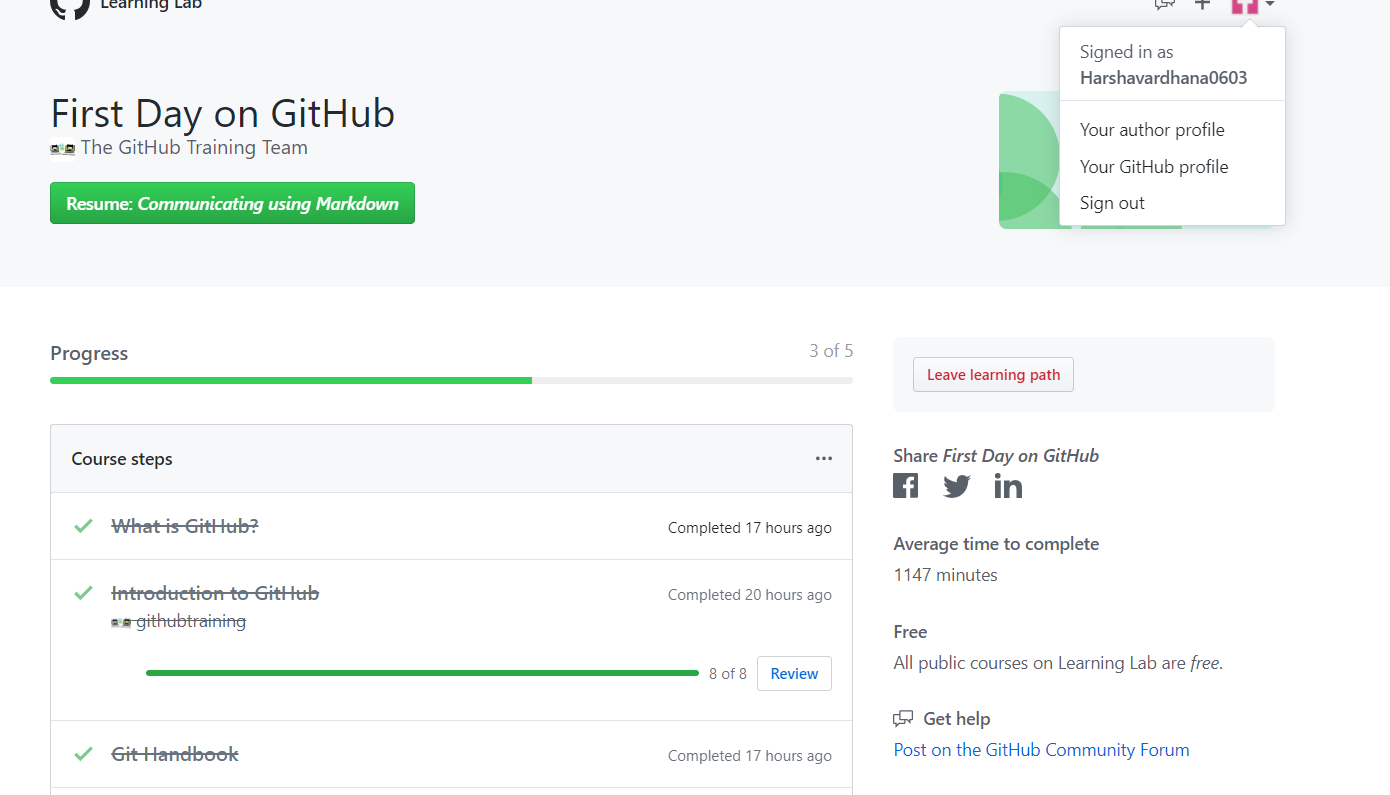 Learning Lab
Signed in as
Harshavardhana0603
Your author profile
Your GitHub profile
Sign out
First Day on GitHub
The GitHub Training Team
Resume: Communicating using Markdown
Progress
3 of 5
Leave learning path
Course steps
Share First Day on GitHub
What is GitHub?
Completed 17 hours ago
Average time to complete
1147 minutes
Introduction to GitHub
Completed 20 hours ago
githubtraining
Free
All public courses on Learning Lab are free.
8 of 8
Review
Get help
Post on the GitHub Community Forum
Git Handbook
Completed 17 hours ago